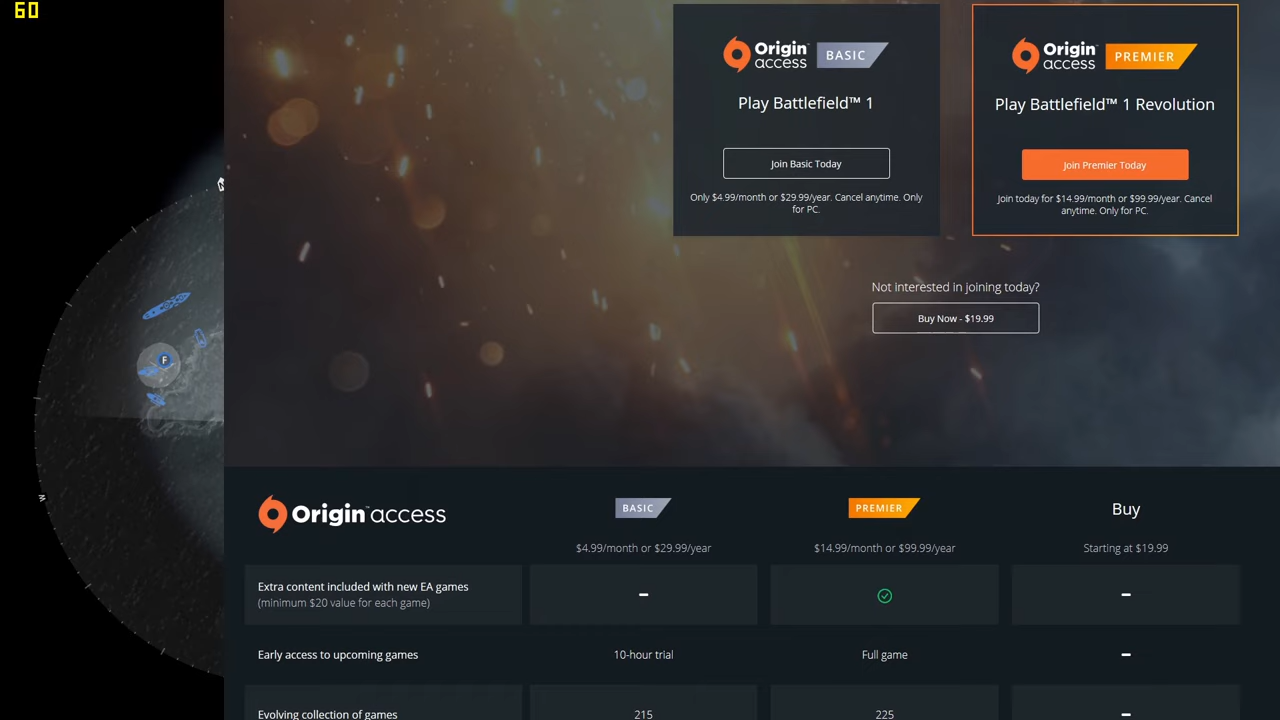 60
Origin access BASIC
Play Battlefield™ 1
Join Basic Today
Only $4.99/month or $29.99/year. Cancel anytime. Only
for PC.
Origin access PREMIER
Play Battlefield™ 1 Revolution
Join Premier Today
Join today for $14.99/month or $99.99/year. Cancel
anytime. Only for PC.
Not interested in joining today?
Buy Now - $19.99
F
W
Origin access
BASIC
PREMIER
Buy
$4.99/month or $29.99/year
$14.99/month or $99.99/year
Starting at $19.99
Extra content included with new EA games
(minimum $20 value for each game)
Early access to upcoming games
10-hour trial
Full game
Evolving collection of games
215
225